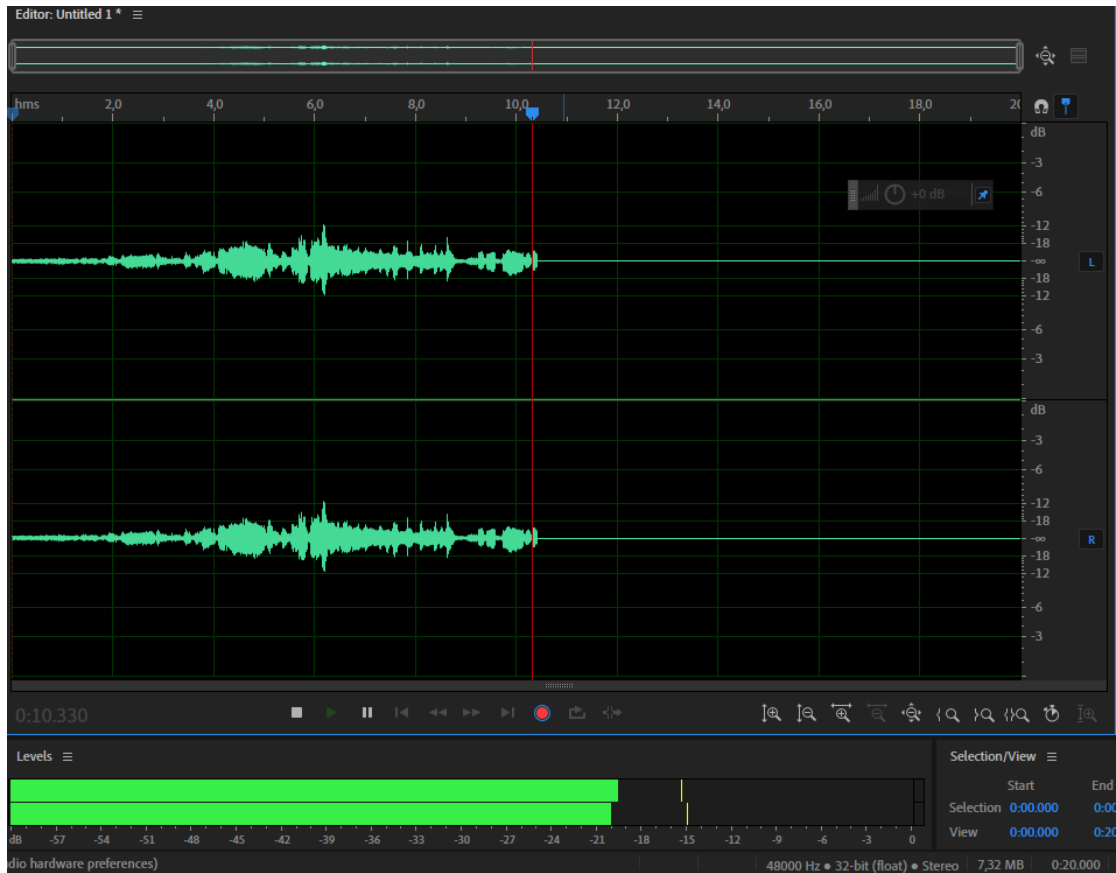 Editor: Untitled 1 * ≡
hms 2,0 4,0 6,0 8,0 10,0 12,0 14,0 16,0 18,0 20
dB
-3
-6
+0 dB
-12
-18
-∞
L
-18
-12
-6
-3
dB
-3
-6
-12
-18
-∞
R
-18
-12
-6
-3
0:10.330
Levels ≡
Selection/View ≡
Start End
Selection 0:00.000 0:00
View 0:00.000 0:20
dB -57 -54 -51 -48 -45 -42 -39 -36 -33 -30 -27 -24 -21 -18 -15 -12 -9 -6 -3 0
dio hardware preferences)
48000 Hz ● 32-bit (float) ● Stereo 7,32 MB 0:20.000